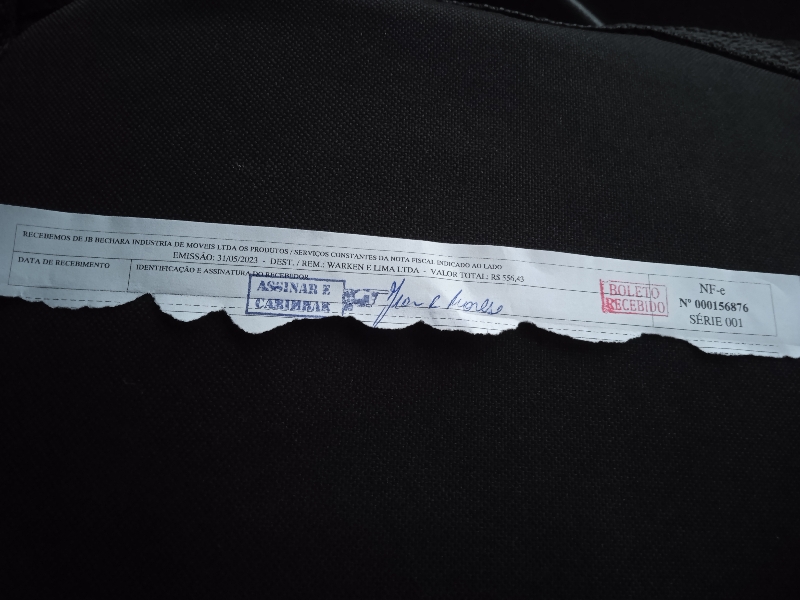 RECEBEMOS DE JB BECHARA INDUSTRIA DE MOVEIS LTDA OS PRODUTOS / SERVIÇOS CONSTANTES DA NOTA FISCAL INDICADO AO LADO
EMISSÃO: 31/05/2023 - DEST. / REM.: WARKEN E LIMA LTDA - VALOR TOTAL: R$ 556,43
DATA DE RECEBIMENTO
IDENTIFICAÇÃO E ASSINATURA DO RECEBEDOR
ASSINAR E
CARIMBAR
BOLETO
RECEBIDO
NF-e
Nº 000156876
SÉRIE 001